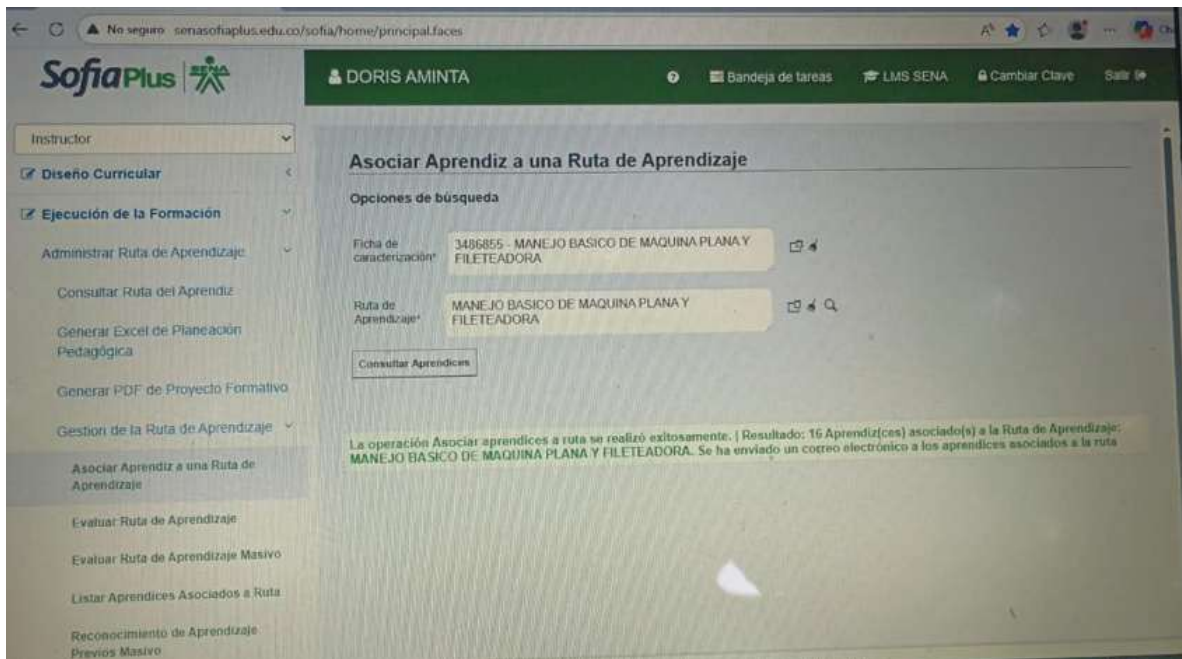 No seguro senasofiaplus.edu.co/sofia/home/principal.faces
SofiaPlus SENA
DORIS AMINTA
Bandeja de tareas
LMS SENA
Cambiar Clave
Salir
Instructor
Diseño Curricular
Ejecución de la Formación
Administrar Ruta de Aprendizaje
Consultar Ruta del Aprendiz
Generar Excel de Planeación
Pedagógica
Generar PDF de Proyecto Formativo
Gestion de la Ruta de Aprendizaje
Asociar Aprendiz a una Ruta de
Aprendizaje
Evaluar Ruta de Aprendizaje
Evaluar Ruta de Aprendizaje Masivo
Listar Aprendices Asociados a Ruta
Reconocimiento de Aprendizaje
Previos Masivo
Asociar Aprendiz a una Ruta de Aprendizaje
Opciones de búsqueda
Ficha de
caracterización*
3486855 - MANEJO BASICO DE MAQUINA PLANA Y
FILETEADORA
Ruta de
Aprendizaje*
MANEJO BASICO DE MAQUINA PLANA Y
FILETEADORA
Consultar Aprendices
La operación Asociar aprendices a ruta se realizó exitosamente. | Resultado: 16 Aprendiz(ces) asociado(s) a la Ruta de Aprendizaje:
MANEJO BASICO DE MAQUINA PLANA Y FILETEADORA. Se ha enviado un correo electrónico a los aprendices asociados a la ruta